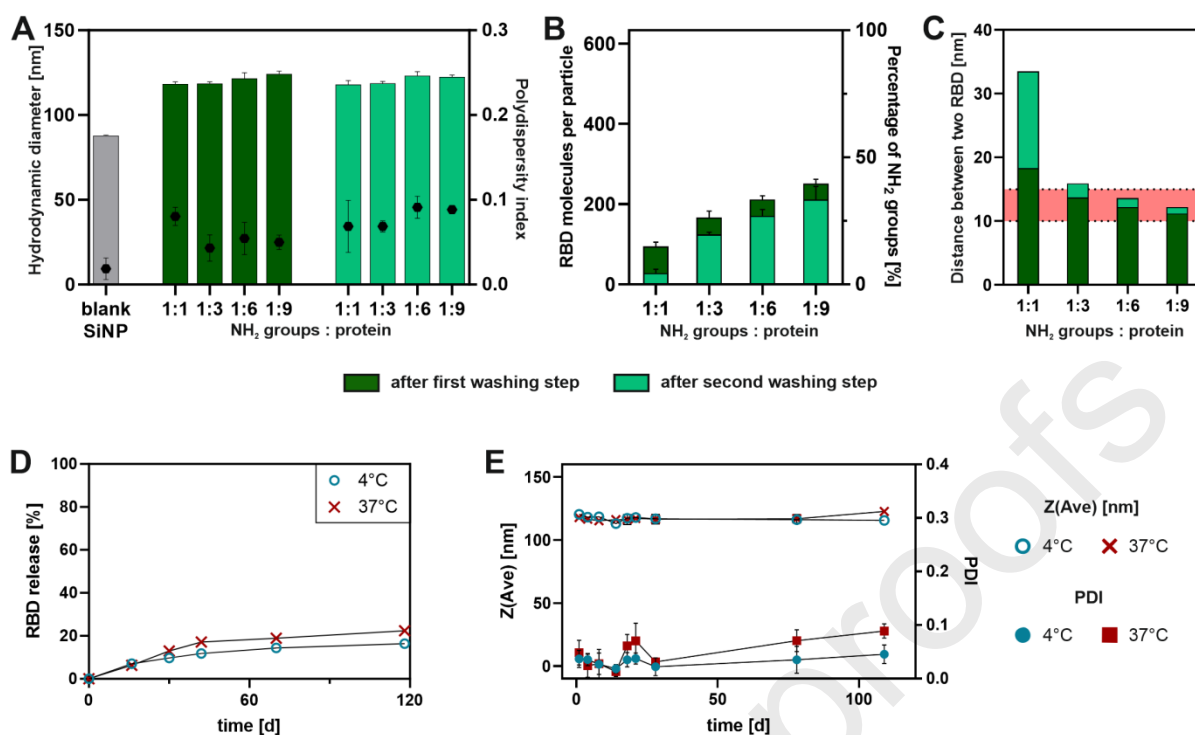 A
Hydrodynamic diameter [nm]
150
100
50
0
0.3
0.2
0.1
0.0
Polydispersity index
blank
SiNP
1:1 1:3 1:6 1:9
1:1 1:3 1:6 1:9
NH₂ groups : protein
B
RBD molecules per particle
600
400
200
0
100
50
0
Percentage of NH₂ groups [%]
1:1 1:3 1:6 1:9
NH₂ groups : protein
C
Distance between two RBD [nm]
40
30
20
10
0
1:1 1:3 1:6 1:9
NH₂ groups : protein
after first washing step
after second washing step
D
RBD release [%]
100
80
60
40
20
0
4°C
37°C
0 60 120
time [d]
E
Z(Ave) [nm]
150
100
50
0
0.4
0.3
0.2
0.1
0.0
PDI
0 50 100
time [d]
Z(Ave) [nm]
4°C 37°C
PDI
4°C 37°C
proofs